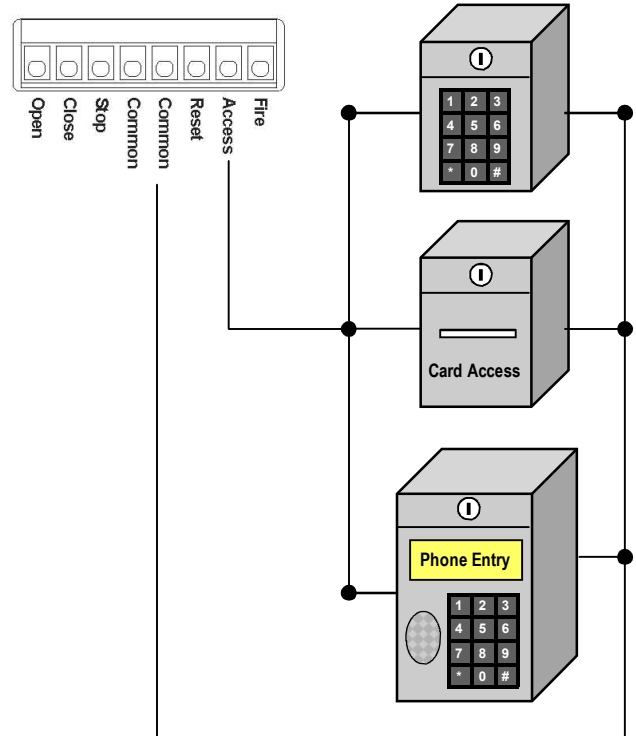 Open
Close
Stop
Common
Common
Reset
Access
Fire
1 2 3
4 5 6
7 8 9
* 0 #
Card Access
Phone Entry
1 2 3
4 5 6
7 8 9
* 0 #